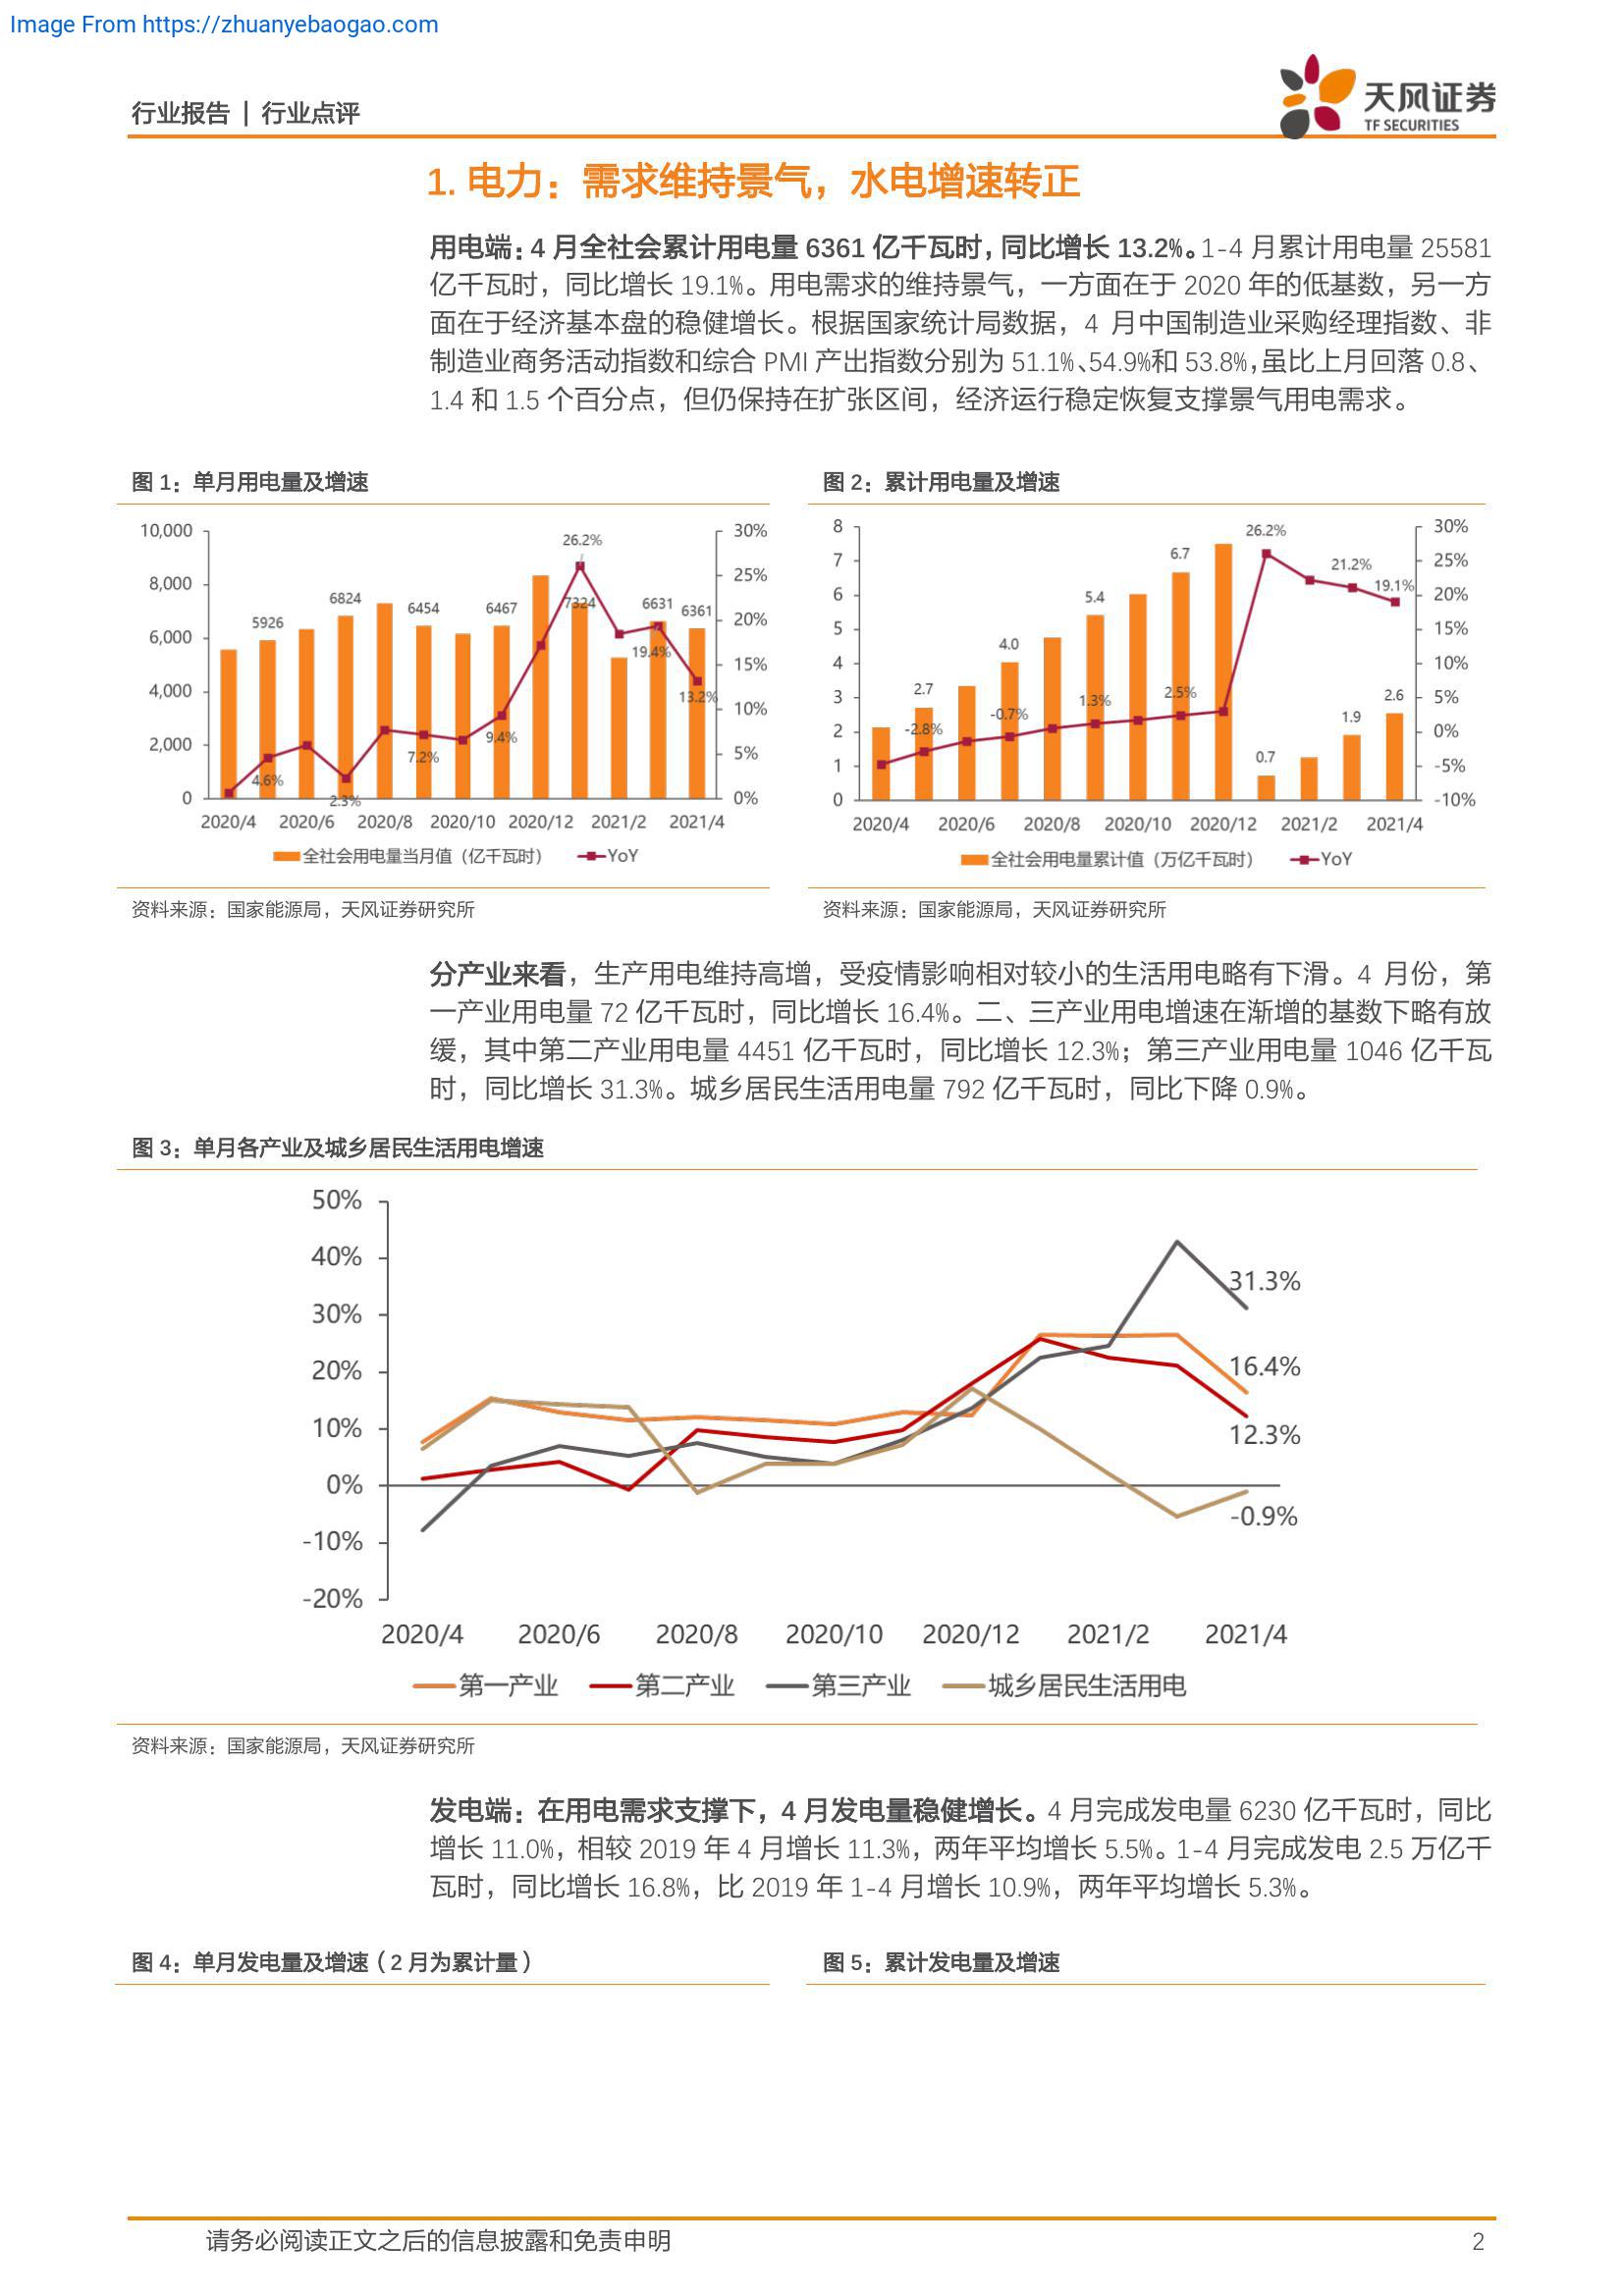 Image From https://zhuanyebaogao.com
行业报告 | 行业点评
天风证券
TF SECURITIES
1. 电力：需求维持景气，水电增速转正
用电端：4 月全社会累计用电量 6361 亿千瓦时，同比增长 13.2%。1-4 月累计用电量 25581
亿千瓦时，同比增长 19.1%。用电需求的维持景气，一方面在于 2020 年的低基数，另一方
面在于经济基本盘的稳健增长。根据国家统计局数据，4 月中国制造业采购经理指数、非
制造业商务活动指数和综合 PMI 产出指数分别为 51.1%、54.9%和 53.8%，虽比上月回落 0.8、
1.4 和 1.5 个百分点，但仍保持在扩张区间，经济运行稳定恢复支撑景气用电需求。
图 1：单月用电量及增速
10,000
8,000
6,000
4,000
2,000
0
30%
25%
20%
15%
10%
5%
0%
5926
6824
6454
6467
7324
6631
6361
4.6%
2.3%
7.2%
9.4%
26.2%
19.4%
13.2%
2020/4 2020/6 2020/8 2020/10 2020/12 2021/2 2021/4
全社会用电量当月值（亿千瓦时） YoY
资料来源：国家能源局，天风证券研究所
图 2：累计用电量及增速
8
7
6
5
4
3
2
1
0
30%
25%
20%
15%
10%
5%
0%
-5%
-10%
2.7
4.0
5.4
6.7
0.7
1.9
2.6
-2.8%
-0.7%
1.3%
2.5%
26.2%
21.2%
19.1%
2020/4 2020/6 2020/8 2020/10 2020/12 2021/2 2021/4
全社会用电量累计值（万亿千瓦时） YoY
资料来源：国家能源局，天风证券研究所
分产业来看，生产用电维持高增，受疫情影响相对较小的生活用电略有下滑。4 月份，第
一产业用电量 72 亿千瓦时，同比增长 16.4%。二、三产业用电增速在渐增的基数下略有放
缓，其中第二产业用电量 4451 亿千瓦时，同比增长 12.3%；第三产业用电量 1046 亿千瓦
时，同比增长 31.3%。城乡居民生活用电量 792 亿千瓦时，同比下降 0.9%。
图 3：单月各产业及城乡居民生活用电增速
50%
40%
30%
20%
10%
0%
-10%
-20%
31.3%
16.4%
12.3%
-0.9%
2020/4 2020/6 2020/8 2020/10 2020/12 2021/2 2021/4
第一产业 第二产业 第三产业 城乡居民生活用电
资料来源：国家能源局，天风证券研究所
发电端：在用电需求支撑下，4 月发电量稳健增长。4 月完成发电量 6230 亿千瓦时，同比
增长 11.0%，相较 2019 年 4 月增长 11.3%，两年平均增长 5.5%。1-4 月完成发电 2.5 万亿千
瓦时，同比增长 16.8%，比 2019 年 1-4 月增长 10.9%，两年平均增长 5.3%。
图 4：单月发电量及增速（2 月为累计量）
图 5：累计发电量及增速
请务必阅读正文之后的信息披露和免责申明
2